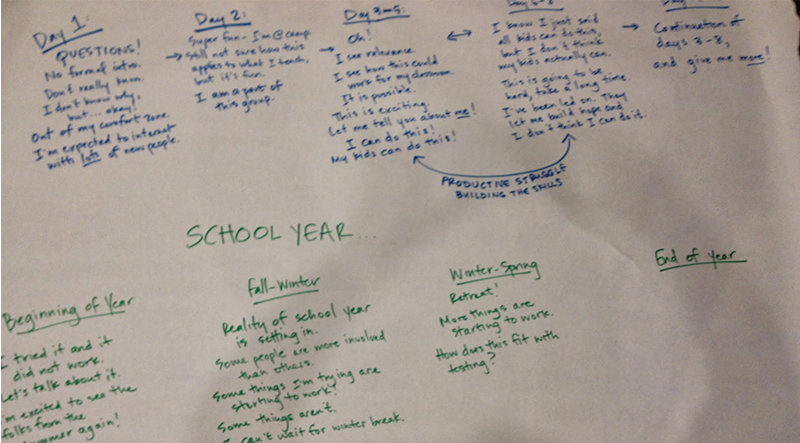 Day 1:
QUESTIONS!
No formal intro.
Don't really know.
I don't know why,
but... okay!
Out of my comfort zone.
I'm expected to interact
with lots of new people.
Day 2:
Super fun - I'm @ camp
→ Still not sure how this
applies to what I teach,
but it's fun.
I am a part of
this group.
→
Day 3-5:
Oh!
I see relevance.
I see how this could
work for my classroom.
It is possible.
This is exciting.
Let me tell you about me!
I can do this!
My kids can do this!
↔
I know I just said
all kids can do this,
but I don't think
my kids actually can.
This is going to be
hard, take a long time.
I've been led on. They
let me build hope and
I don't think I can do it.
PRODUCTIVE STRUGGLE
BUILDING THE SKILLS
→
Continuation of
days 3-8,
and give me more!
SCHOOL YEAR...
Beginning of Year
I tried it and it
did not work.
Let's talk about it.
I'm excited to see the
folks from the
summer again!
Fall-Winter
Reality of school year
is setting in.
Some people are more involved
than others.
Some things I'm trying are
starting to work!
Some things aren't.
I can't wait for winter break.
Winter-Spring
Retreat!
More things are
starting to work.
How does this fit with
testing?
End of Year